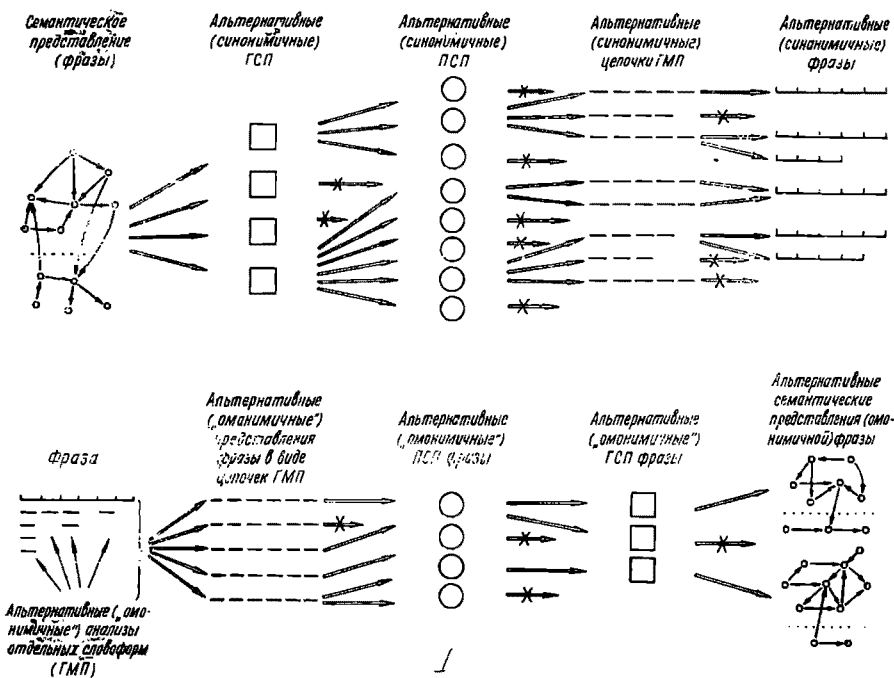 Семантическое
представление
(фразы)
Альтернативные
(синонимичные)
ГСП
Альтернативные
(синонимичные)
ПСП
Альтернативные
(синонимичные)
цепочки ГМП
Альтернативные
(синонимичные)
фразы
Фраза
Альтернативные
("омонимичные")
представления
фразы в виде
цепочек ГМП
Альтернативные
("омонимичные")
ПСП фразы
Альтернативные
("омонимичные")
ГСП фразы
Альтернативные
семантические
представления (омо-
нимичной) фразы
Альтернативные ("омо-
нимичные") анализы
отдельных словоформ
(ГМП)